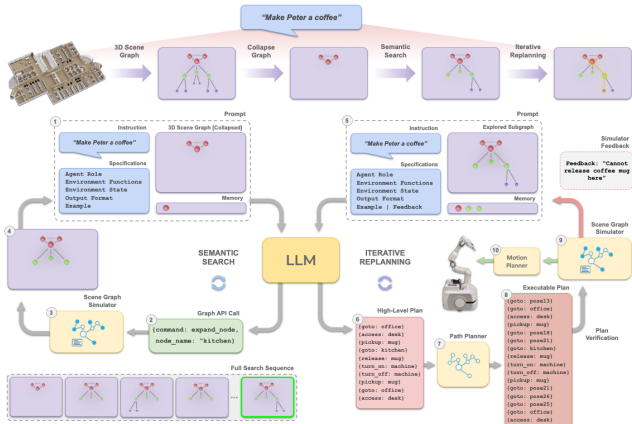 “Make Peter a coffee”
3D Scene
Graph
Collapse
Graph
Semantic
Search
Iterative
Replanning
1
Prompt
Instruction
3D Scene Graph [Collapsed]
“Make Peter a coffee”
Specifications
Agent Role
Environment Functions
Environment State
Output Format
Example
Memory
5
Prompt
Instruction
Explored Subgraph
“Make Peter a coffee”
Specifications
Agent Role
Environment Functions
Environment State
Output Format
Example | Feedback
Memory
Simulator
Feedback
Feedback: "Cannot
release coffee mug
here"
4
SEMANTIC
SEARCH
LLM
ITERATIVE
REPLANNING
10
Motion
Planner
9
Scene Graph
Simulator
3
Scene Graph
Simulator
2
Graph API Call
{command: expand_node,
node_name: "kitchen}
6
High-Level Plan
{goto: office}
{access: desk}
{pickup: mug}
{goto: kitchen}
{release: mug}
{turn_on: machine}
{turn_off: machine}
{pickup: mug}
{goto: office}
{access: desk}
7
Path Planner
8
Executable Plan
{goto: pose13}
{goto: office}
{access: desk}
{pickup: mug}
{goto: pose18}
{goto: pose21}
{goto: kitchen}
{release: mug}
{turn_on: machine}
{turn_off: machine}
{pickup: mug}
{goto: pose21}
{goto: pose26}
{goto: pose25}
{goto: office}
{access: desk}
Plan
Verification
Full Search Sequence
...